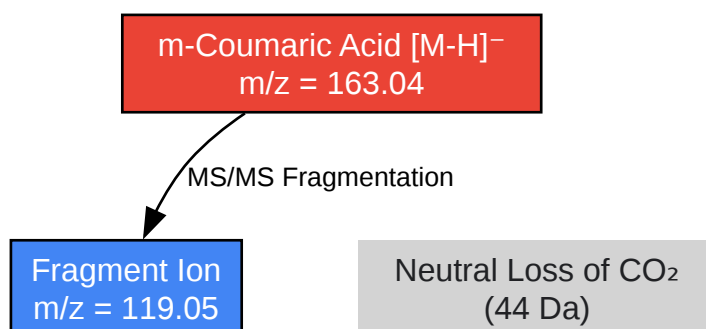 m-Coumaric Acid [M-H]⁻
m/z = 163.04
MS/MS Fragmentation
Fragment Ion
m/z = 119.05
Neutral Loss of CO₂
(44 Da)